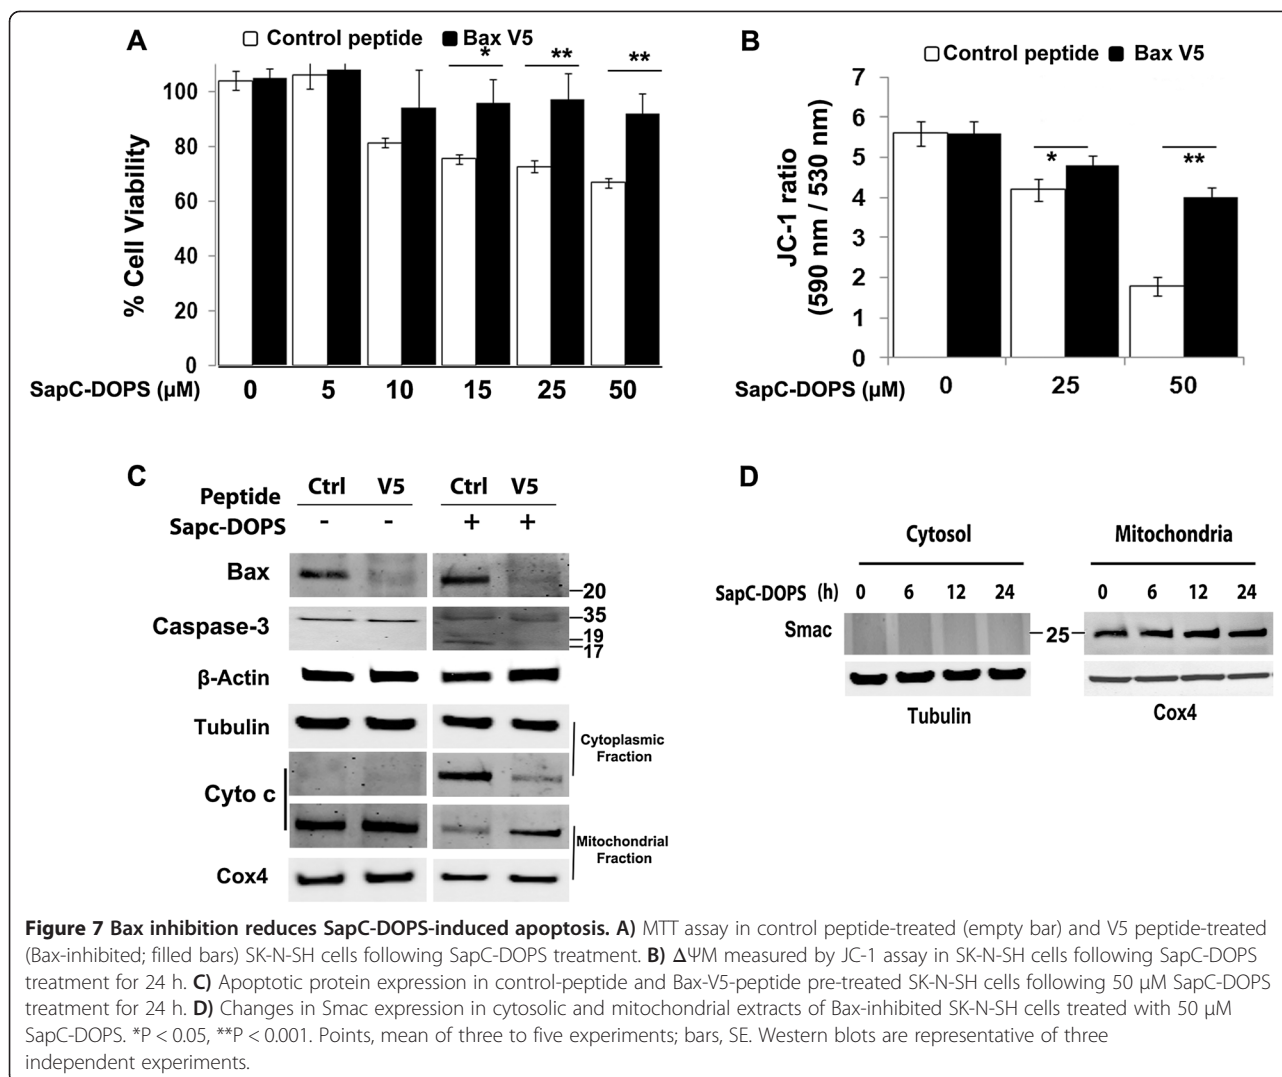 A
Control peptide Bax V5
* ** **
% Cell Viability
100
80
60
40
20
0
SapC-DOPS (µM) 0 5 10 15 25 50
B
Control peptide Bax V5
JC-1 ratio
(590 nm / 530 nm)
7
6
5
4
3
2
1
0
* **
SapC-DOPS (µM) 0 25 50
C
Peptide Ctrl V5 Ctrl V5
Sapc-DOPS - - + +
Bax
20
Caspase-3
35
19
17
β-Actin
Tubulin
Cytoplasmic
Fraction
Cyto c
Mitochondrial
Fraction
Cox4
D
Cytosol Mitochondria
SapC-DOPS (h) 0 6 12 24 0 6 12 24
Smac 25
Tubulin Cox4
Figure 7 Bax inhibition reduces SapC-DOPS-induced apoptosis. A) MTT assay in control peptide-treated (empty bar) and V5 peptide-treated
(Bax-inhibited; filled bars) SK-N-SH cells following SapC-DOPS treatment. B) ΔΨM measured by JC-1 assay in SK-N-SH cells following SapC-DOPS
treatment for 24 h. C) Apoptotic protein expression in control-peptide and Bax-V5-peptide pre-treated SK-N-SH cells following 50 µM SapC-DOPS
treatment for 24 h. D) Changes in Smac expression in cytosolic and mitochondrial extracts of Bax-inhibited SK-N-SH cells treated with 50 µM
SapC-DOPS. *P < 0.05, **P < 0.001. Points, mean of three to five experiments; bars, SE. Western blots are representative of three
independent experiments.